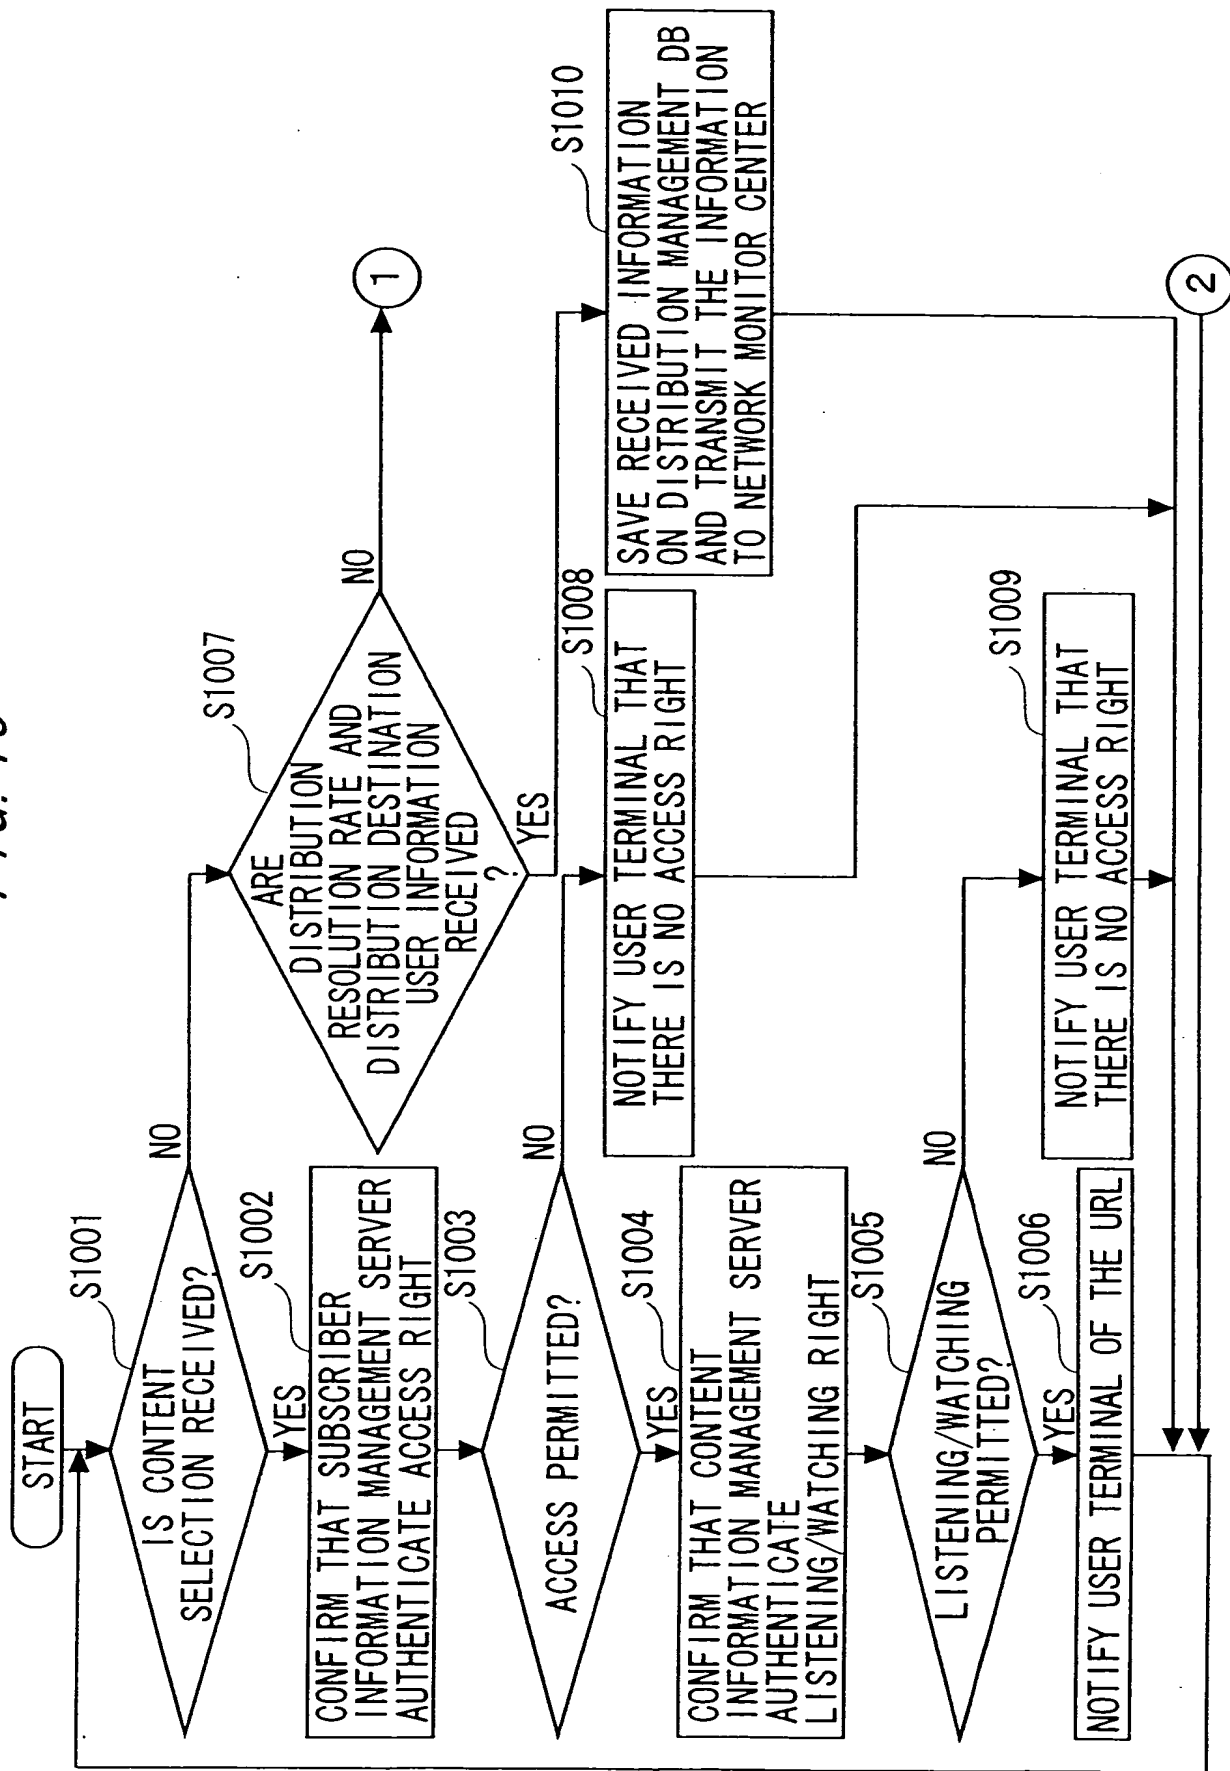 START
S1001
IS CONTENT
SELECTION RECEIVED?
NO
YES
S1002
CONFIRM THAT SUBSCRIBER
INFORMATION MANAGEMENT SERVER
AUTHENTICATE ACCESS RIGHT
S1003
ACCESS PERMITTED?
NO
YES
S1004
CONFIRM THAT CONTENT
INFORMATION MANAGEMENT SERVER
AUTHENTICATE
LISTENING/WATCHING RIGHT
S1005
LISTENING/WATCHING
PERMITTED?
NO
YES
S1006
NOTIFY USER TERMINAL OF THE URL
S1007
ARE
DISTRIBUTION
RESOLUTION RATE AND
DISTRIBUTION DESTINATION
USER INFORMATION
RECEIVED
?
NO
YES
1
S1008
NOTIFY USER TERMINAL THAT
THERE IS NO ACCESS RIGHT
S1009
NOTIFY USER TERMINAL THAT
THERE IS NO ACCESS RIGHT
S1010
SAVE RECEIVED INFORMATION
ON DISTRIBUTION MANAGEMENT DB
AND TRANSMIT THE INFORMATION
TO NETWORK MONITOR CENTER
2